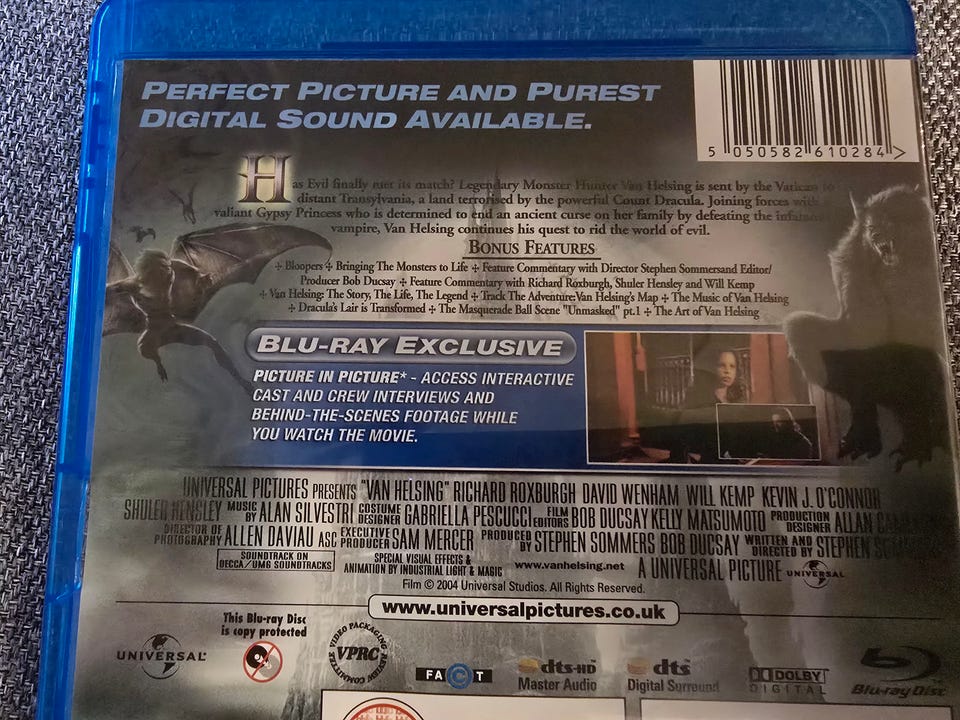 PERFECT PICTURE AND PUREST
DIGITAL SOUND AVAILABLE.
5 050582 610284 >
Has Evil finally met its match? Legendary Monster Hunter Van Helsing is sent by the Vatican to
distant Transylvania, a land terrorised by the powerful Count Dracula. Joining forces with
valiant Gypsy Princess who is determined to end an ancient curse on her family by defeating the
vampire, Van Helsing continues his quest to rid the world of evil.
BONUS FEATURES
✢ Bloopers ✢ Bringing The Monsters to Life ✢ Feature Commentary with Director Stephen Sommersand Editor/
Producer Bob Ducsay ✢ Feature Commentary with Richard Roxburgh, Shuler Hensley and Will Kemp
✢ Van Helsing: The Story, The Life, The Legend ✢ Track The Adventure:Van Helsing's Map ✢ The Music of Van Helsing
✢ Dracula's Lair is Transformed ✢ The Masquerade Ball Scene "Unmasked" pt.1 ✢ The Art of Van Helsing
BLU-RAY EXCLUSIVE
PICTURE IN PICTURE* - ACCESS INTERACTIVE
CAST AND CREW INTERVIEWS AND
BEHIND-THE-SCENES FOOTAGE WHILE
YOU WATCH THE MOVIE.
UNIVERSAL PICTURES PRESENTS "VAN HELSING" RICHARD ROXBURGH DAVID WENHAM WILL KEMP KEVIN J. O'CONNOR
SHULER HENSLEY MUSIC BY ALAN SILVESTRI COSTUME DESIGNER GABRIELLA PESCUCCI FILM EDITORS BOB DUCSAY KELLY MATSUMOTO PRODUCTION DESIGNER ALLAN
DIRECTOR OF PHOTOGRAPHY ALLEN DAVIAU ASC EXECUTIVE PRODUCER SAM MERCER PRODUCED BY STEPHEN SOMMERS BOB DUCSAY WRITTEN AND DIRECTED BY STEPHEN
SOUNDTRACK ON
DECCA/UMG SOUNDTRACKS
SPECIAL VISUAL EFFECTS &
ANIMATION BY INDUSTRIAL LIGHT & MAGIC
www.vanhelsing.net
A UNIVERSAL PICTURE
UNIVERSAL
Film © 2004 Universal Studios. All Rights Reserved.
www.universalpictures.co.uk
UNIVERSAL
This Blu-ray Disc
is copy protected
VIDEO PACKAGING
REVIEW COMMITTEE
VPRC
FACT
dts-HD
Master Audio
dts
Digital Surround
DOLBY
DIGITAL
Blu-ray Disc